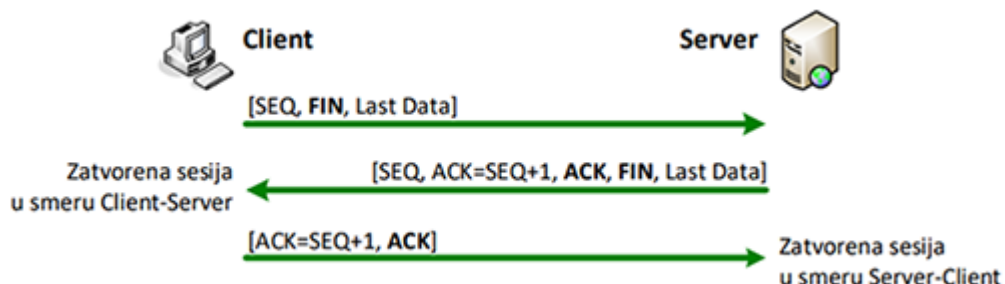 Client
Server
[SEQ, FIN, Last Data]
Zatvorena sesija
u smeru Client-Server
[SEQ, ACK=SEQ+1, ACK, FIN, Last Data]
[ACK=SEQ+1, ACK]
Zatvorena sesija
u smeru Server-Client